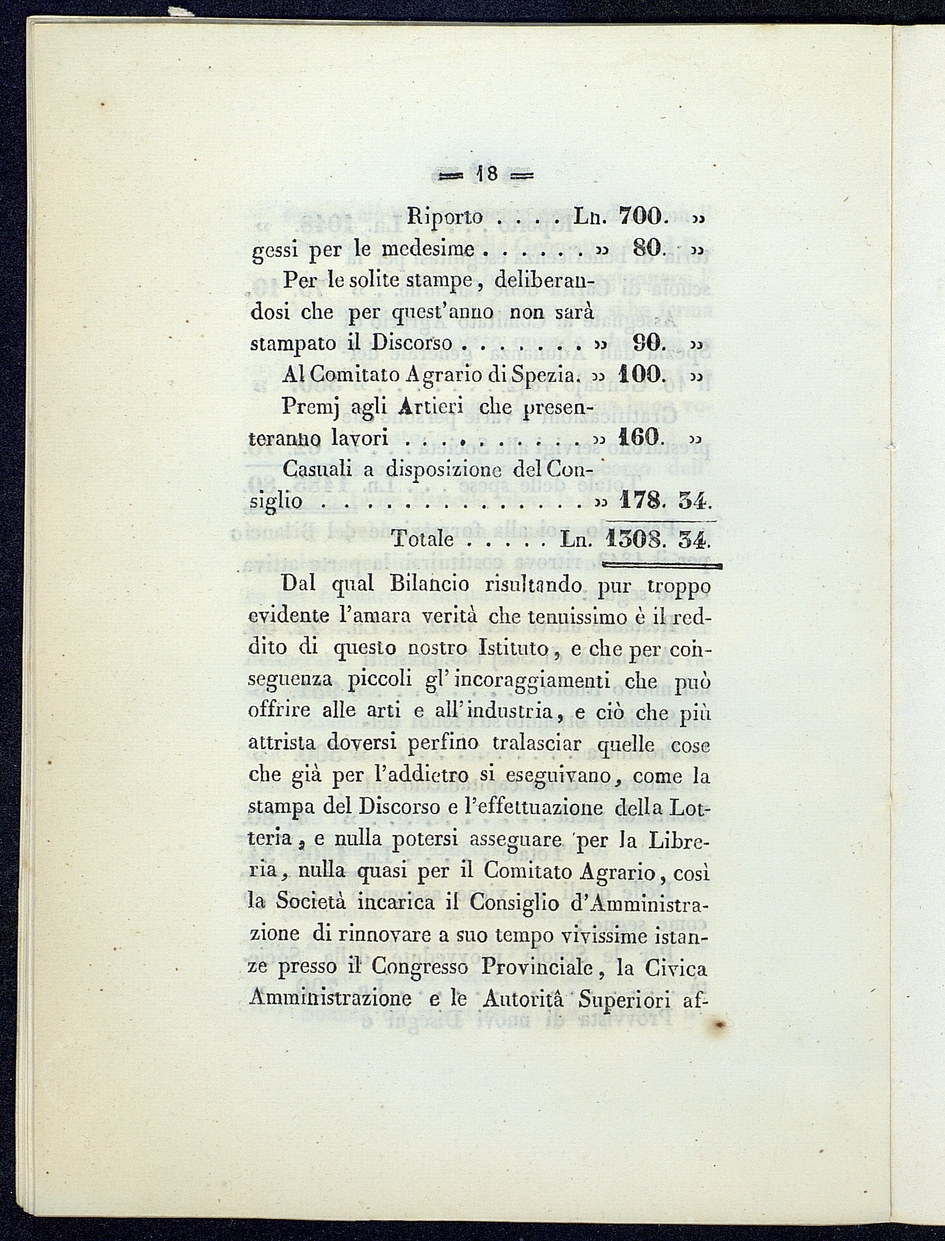 = 18 =
Riporto . . . . Ln. 700. »
gessi per le medesime . . . . . . » 80. »
Per le solite stampe, deliberan-
dosi che per quest'anno non sarà
stampato il Discorso . . . . . . . » 90. »
Al Comitato Agrario di Spezia. » 100. »
Premj agli Artieri che presen-
teranno lavori . . . . . . . . . . » 160. »
Casuali a disposizione del Con-
siglio . . . . . . . . . . . . . . » 178. 34.
Totale . . . . . Ln. 1308. 34.
Dal qual Bilancio risultando pur troppo
evidente l'amara verità che tenuissimo è il red-
dito di questo nostro Istituto, e che per con-
seguenza piccoli gl'incoraggiamenti che può
offrire alle arti e all'industria, e ciò che più
attrista doversi perfino tralasciar quelle cose
che già per l'addietro si eseguivano, come la
stampa del Discorso e l'effettuazione della Lot-
teria, e nulla potersi asseguare per la Libre-
ria, nulla quasi per il Comitato Agrario, così
la Società incarica il Consiglio d'Amministra-
zione di rinnovare a suo tempo vivissime istan-
ze presso il Congresso Provinciale, la Civica
Amministrazione e le Autorità Superiori af-